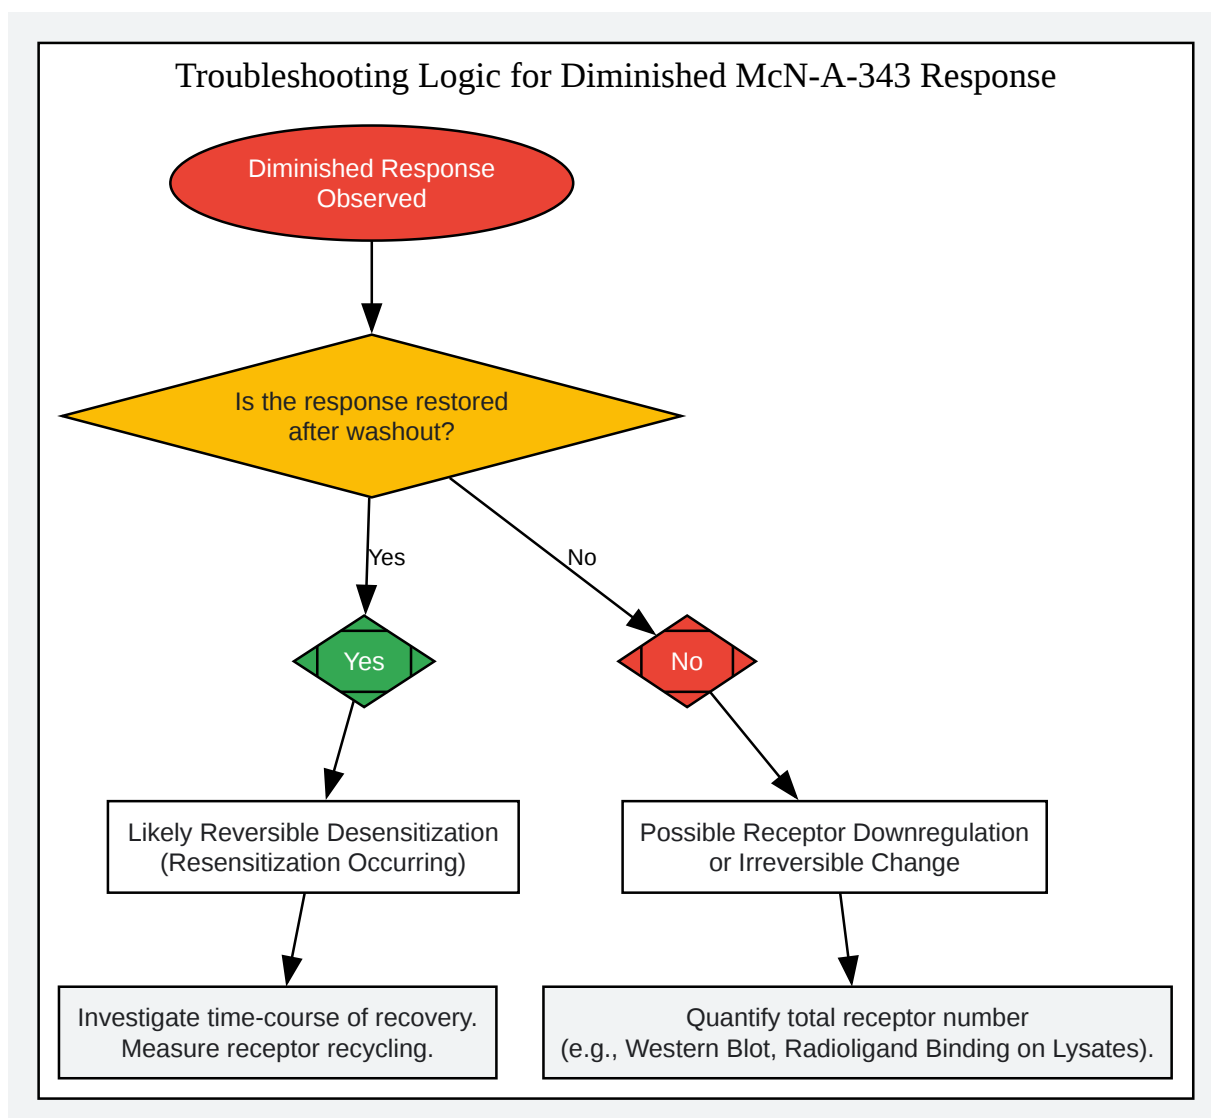 Troubleshooting Logic for Diminished McN-A-343 Response
Diminished Response
Observed
Is the response restored
after washout?
Yes
No
Yes
No
Likely Reversible Desensitization
(Resensitization Occurring)
Possible Receptor Downregulation
or Irreversible Change
Investigate time-course of recovery.
Measure receptor recycling.
Quantify total receptor number
(e.g., Western Blot, Radioligand Binding on Lysates).